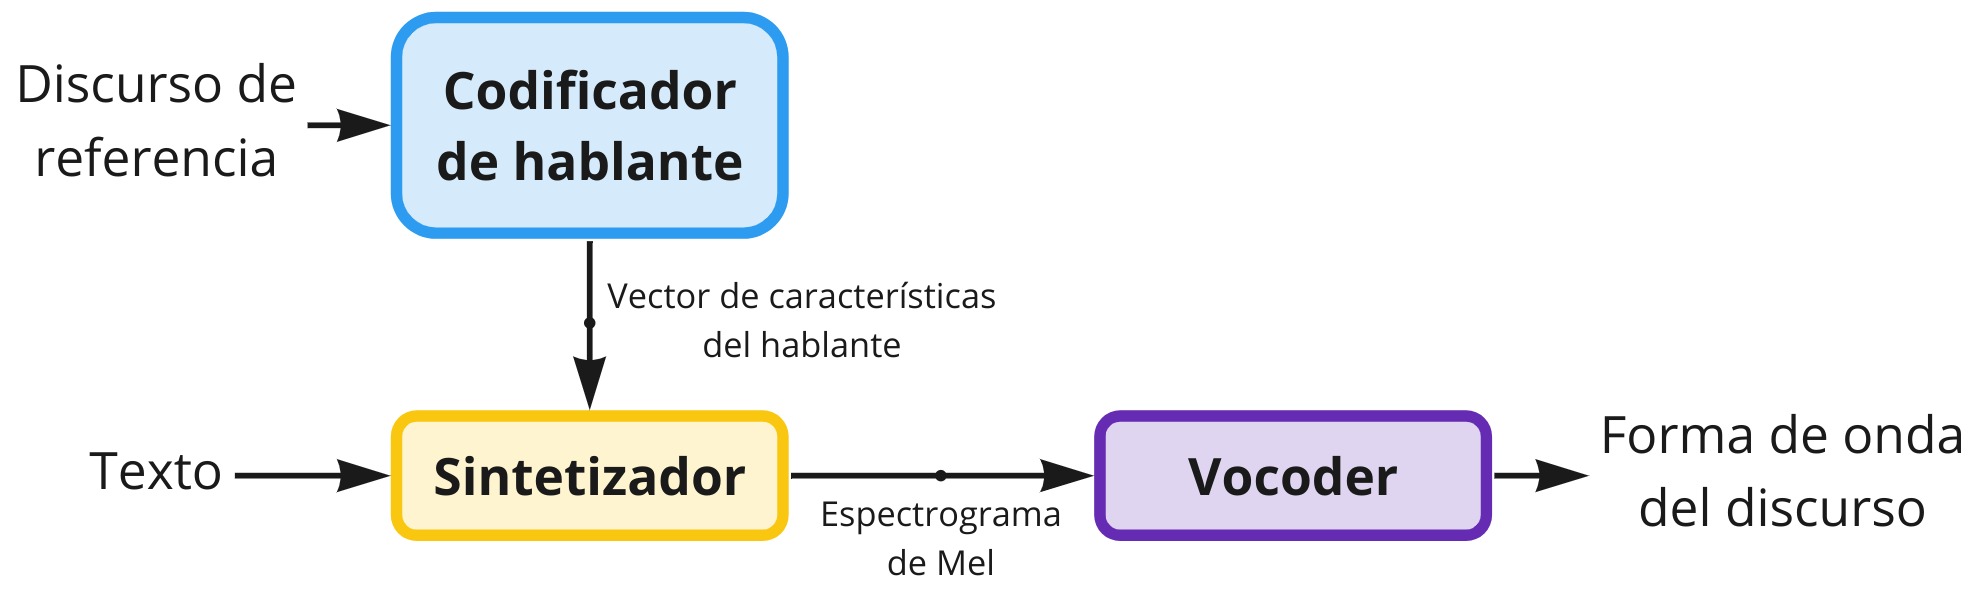 Discurso de
referencia
Codificador
de hablante
Vector de características
del hablante
Texto
Sintetizador
Espectrograma
de Mel
Vocoder
Forma de onda
del discurso